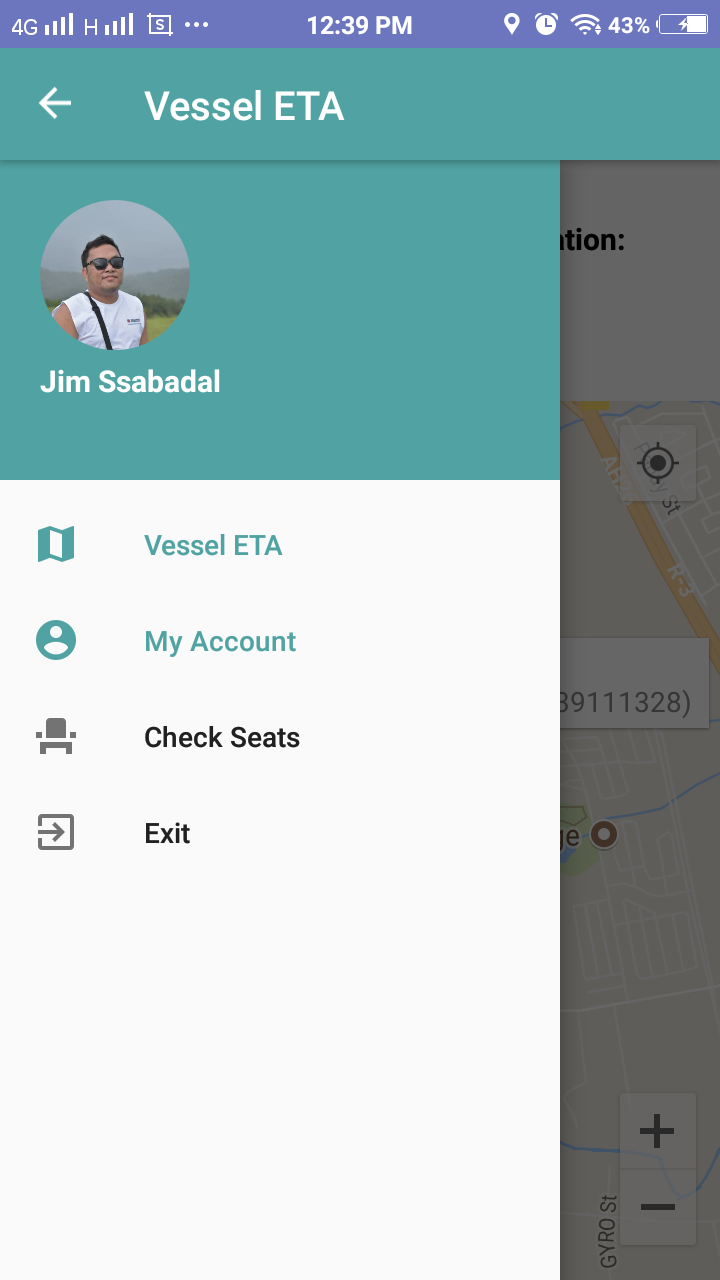 4G H S 12:39 PM 43%
Vessel ETA
ation:
Jim Ssabadal
Vessel ETA
My Account
Check Seats
Exit
39111328)
ge
R-3
St
GYRO St